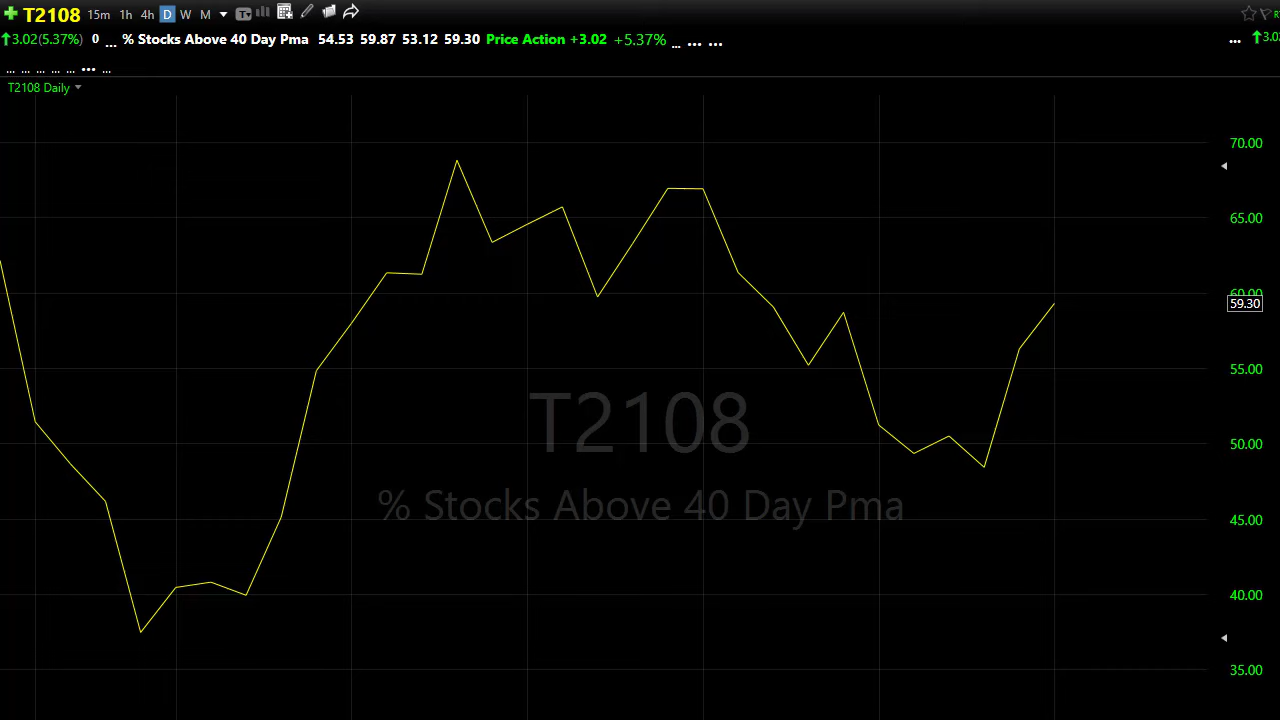 T2108 15m 1h 4h D W M T
3.02(5.37%) 0 ... % Stocks Above 40 Day Pma 54.53 59.87 53.12 59.30 Price Action +3.02 +5.37% ... ... ... ... 3.02
... ... ... ... ... ... ...
T2108 Daily
70.00
65.00
60.00
59.30
55.00
T2108
50.00
% Stocks Above 40 Day Pma
45.00
40.00
35.00